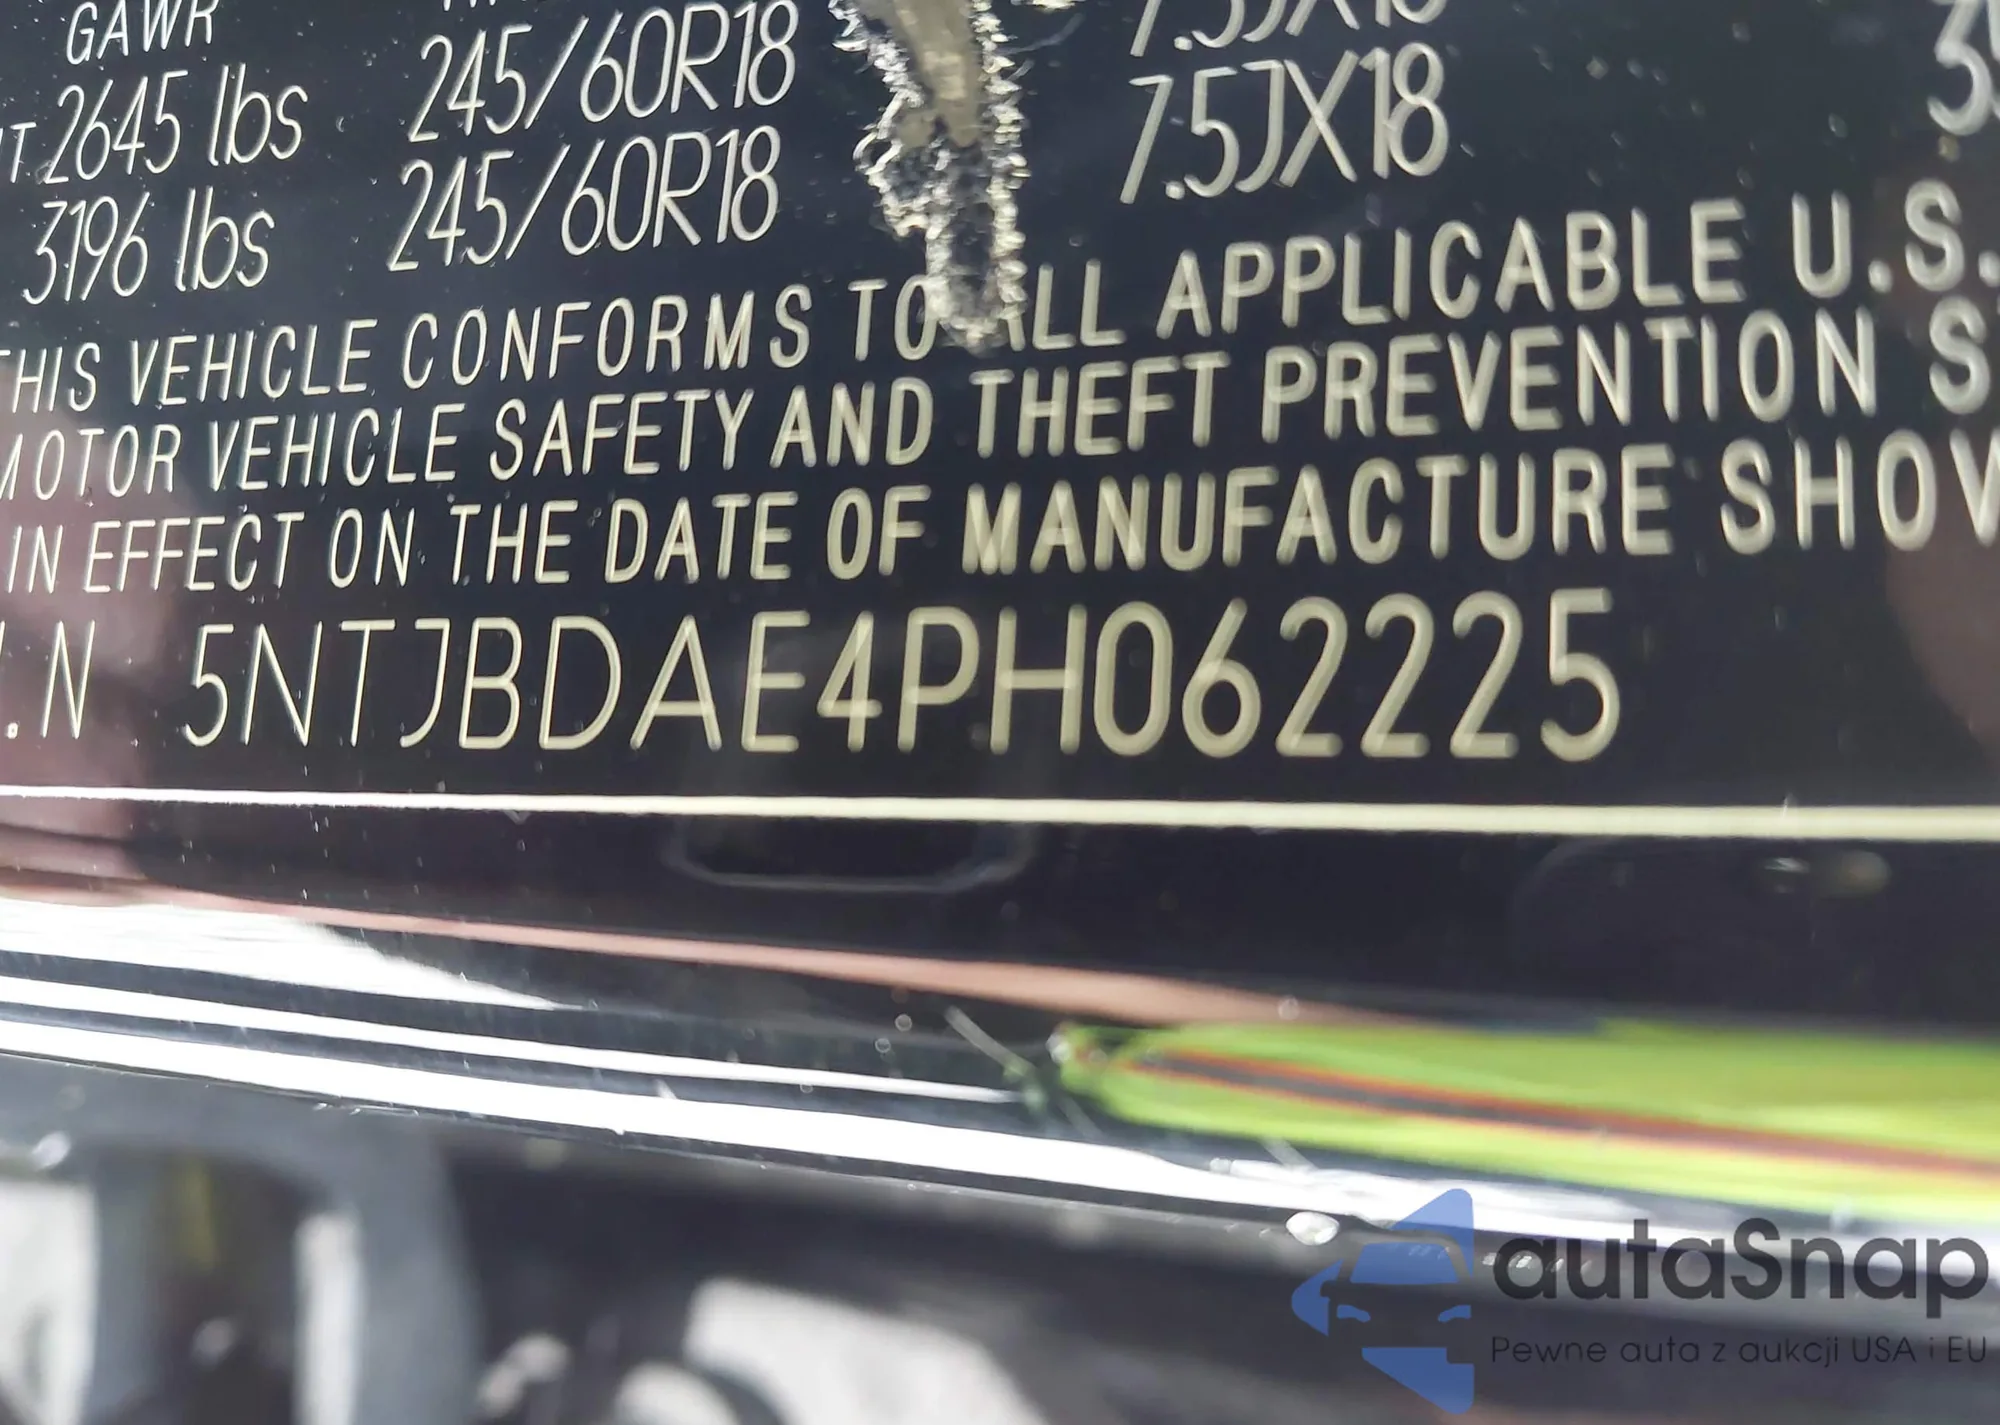 GAWR
7.5JX18
2645 lbs 245/60R18 7.5JX18
3196 lbs 245/60R18
THIS VEHICLE CONFORMS TO ALL APPLICABLE U.S.
MOTOR VEHICLE SAFETY AND THEFT PREVENTION S
IN EFFECT ON THE DATE OF MANUFACTURE SHOW
.N 5NTJBDAE4PH062225
autaSnap
Pewne auta z aukcji USA i EU